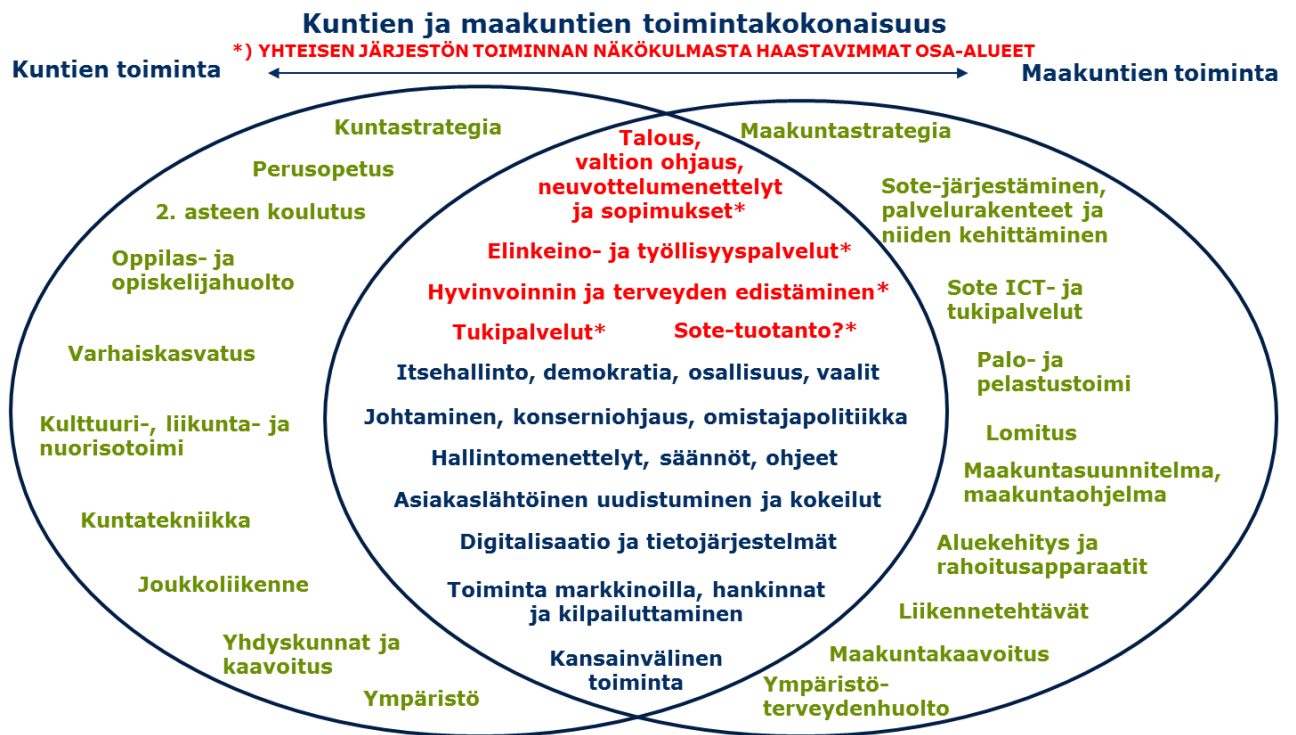 Kuntien ja maakuntien toimintakokonaisuus
*) YHTEISEN JÄRJESTÖN TOIMINNAN NÄKÖKULMASTA HAASTAVIMMAT OSA-ALUEET
Kuntien toiminta
Maakuntien toiminta
Kuntastrategia
Perusopetus
2. asteen koulutus
Oppilas- ja
opiskelijahuolto
Varhaiskasvatus
Kulttuuri-, liikunta- ja
nuorisotoimi
Kuntatekniikka
Joukkoliikenne
Yhdyskunnat ja
kaavoitus
Ympäristö
Talous,
valtion ohjaus,
neuvottelumenettelyt
ja sopimukset*
Elinkeino- ja työllisyyspalvelut*
Hyvinvoinnin ja terveyden edistäminen*
Tukipalvelut*
Sote-tuotanto?*
Itsehallinto, demokratia, osallisuus, vaalit
Johtaminen, konserniohjaus, omistajapolitiikka
Hallintomenettelyt, säännöt, ohjeet
Asiakaslähtöinen uudistuminen ja kokeilut
Digitalisaatio ja tietojärjestelmät
Toiminta markkinoilla, hankinnat
ja kilpailuttaminen
Kansainvälinen
toiminta
Maakuntastrategia
Sote-järjestäminen,
palvelurakenteet ja
niiden kehittäminen
Sote ICT- ja
tukipalvelut
Palo- ja
pelastustoimi
Lomitus
Maakuntasuunnitelma,
maakuntaohjelma
Aluekehitys ja
rahoitusapparaatit
Liikennetehtävät
Maakuntakaavoitus
Ympäristö-
terveydenhuolto